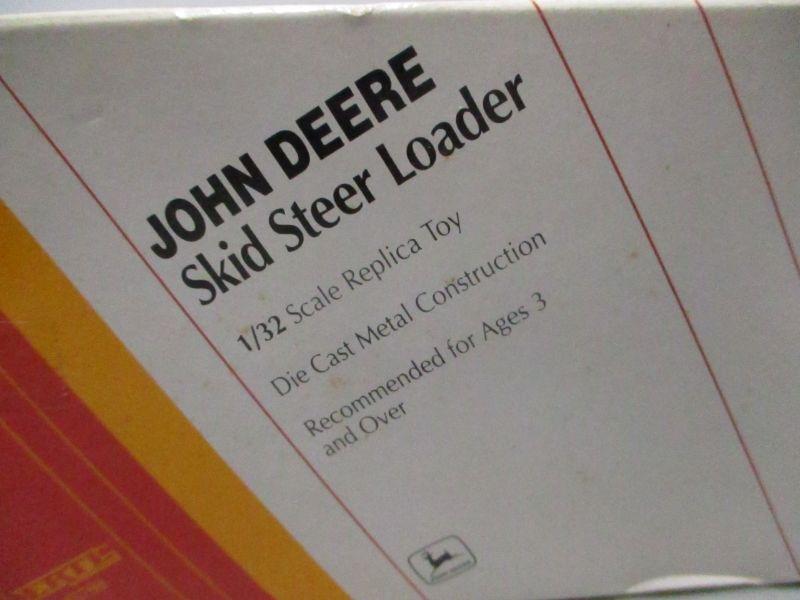 JOHN DEERE
Skid Steer Loader
1/32 Scale Replica Toy
Die Cast Metal Construction
Recommended for Ages 3
and Over